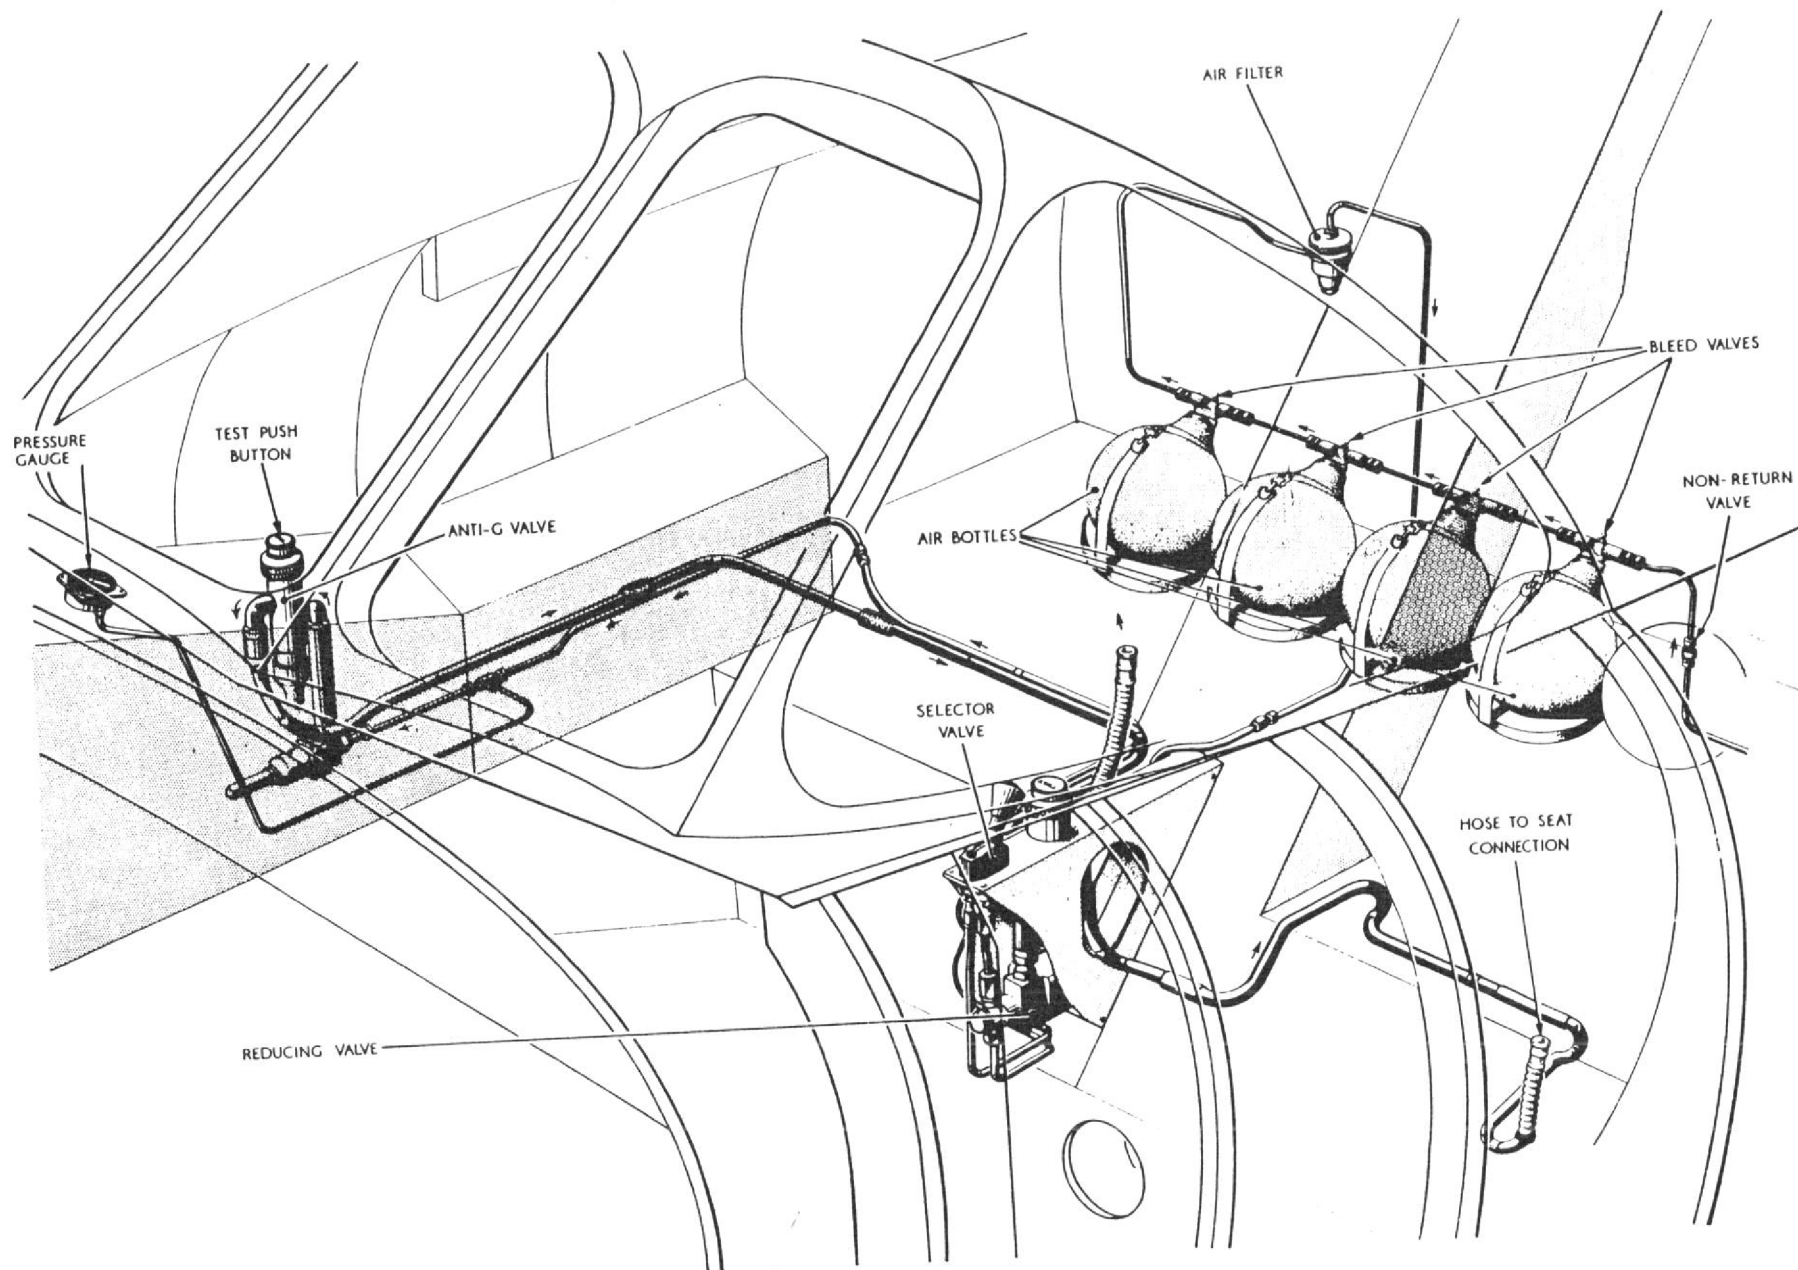 AIR FILTER
BLEED VALVES
PRESSURE
GAUGE
TEST PUSH
BUTTON
ANTI-G VALVE
AIR BOTTLES
NON-RETURN
VALVE
SELECTOR
VALVE
HOSE TO SEAT
CONNECTION
REDUCING VALVE